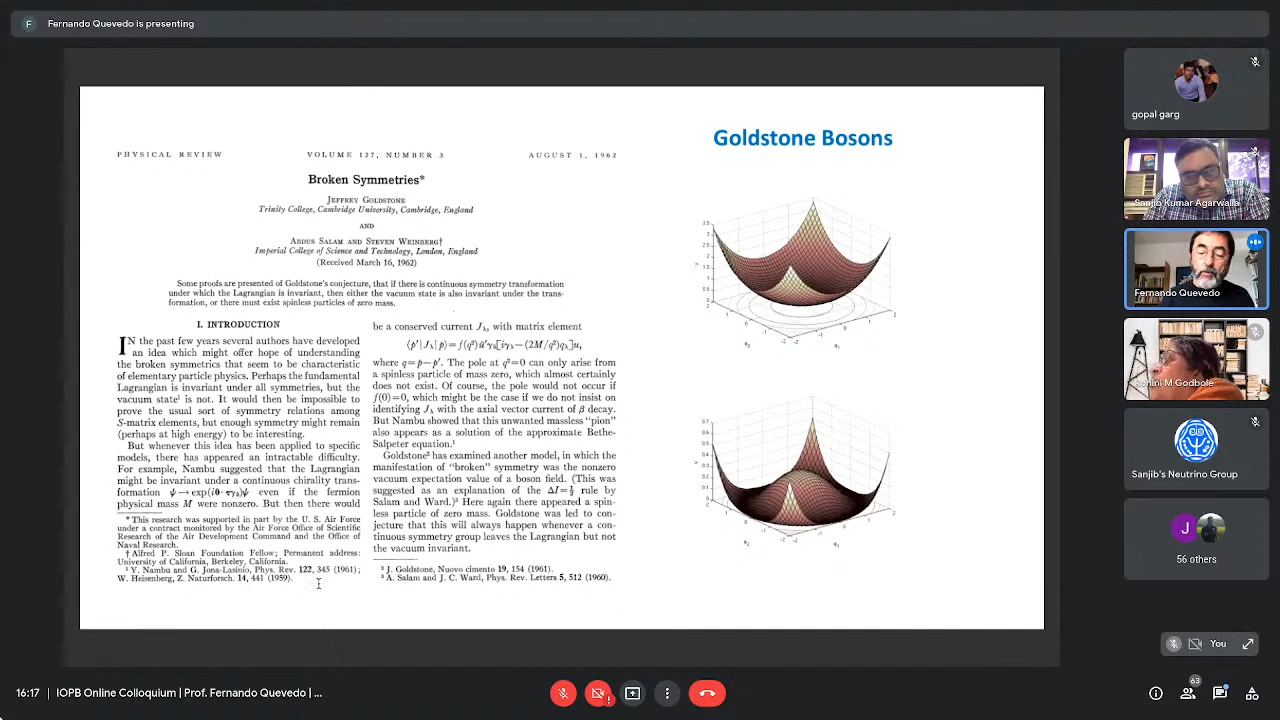 Fernando Quevedo is presenting
F
PHYSICAL REVIEW VOLUME 127, NUMBER 3 AUGUST 1, 1962
Broken Symmetries*
JEFFREY GOLDSTONE
Trinity College, Cambridge University, Cambridge, England
AND
ABDUS SALAM AND STEVEN WEINBERG†
Imperial College of Science and Technology, London, England
(Received March 16, 1962)
Some proofs are presented of Goldstone's conjecture, that if there is continuous symmetry transformation
under which the Lagrangian is invariant, then either the vacuum state is also invariant under the trans-
formation, or there must exist spinless particles of zero mass.
I. INTRODUCTION
IN the past few years several authors have developed
an idea which might offer hope of understanding
the broken symmetries that seem to be characteristic
of elementary particle physics. Perhaps the fundamental
Lagrangian is invariant under all symmetries, but the
vacuum state¹ is not. It would then be impossible to
prove the usual sort of symmetry relations among
S-matrix elements, but enough symmetry might remain
(perhaps at high energy) to be interesting.
But whenever this idea has been applied to specific
models, there has appeared an intractable difficulty.
For example, Nambu suggested that the Lagrangian
might be invariant under a continuous chirality trans-
formation ψ→exp(iθ·τγ₅)ψ even if the fermion
physical mass M were nonzero. But then there would
* This research was supported in part by the U. S. Air Force
under a contract monitored by the Air Force Office of Scientific
Research of the Air Development Command and the Office of
Naval Research.
† Alfred P. Sloan Foundation Fellow; Permanent address:
University of California, Berkeley, California.
¹ Y. Nambu and G. Jona-Lasinio, Phys. Rev. 122, 345 (1961);
W. Heisenberg, Z. Naturforsch. 14, 441 (1959).
be a conserved current Jλ, with matrix element
⟨p′|Jλ|p⟩=f(q²)ū′γ₅[iγλ−(2M/q²)qλ]u,
where q=p−p′. The pole at q²=0 can only arise from
a spinless particle of mass zero, which almost certainly
does not exist. Of course, the pole would not occur if
f(0)=0, which might be the case if we do not insist on
identifying Jλ with the axial vector current of β decay.
But Nambu showed that this unwanted massless "pion"
also appears as a solution of the approximate Bethe-
Salpeter equation.¹
Goldstone² has examined another model, in which the
manifestation of "broken" symmetry was the nonzero
vacuum expectation value of a boson field. (This was
suggested as an explanation of the ΔI=½ rule by
Salam and Ward.)³ Here again there appeared a spin-
less particle of zero mass. Goldstone was led to con-
jecture that this will always happen whenever a con-
tinuous symmetry group leaves the Lagrangian but not
the vacuum invariant.
² J. Goldstone, Nuovo cimento 19, 154 (1961).
³ A. Salam and J. C. Ward, Phys. Rev. Letters 5, 512 (1960).
Goldstone Bosons
gopal garg
Sanjib Kumar Agarwalla
Fernando Quevedo
Rohini M Godbole
Sanjib's Neutrino Group
J
56 others
You
16:17 | IOPB Online Colloquium | Prof. Fernando Quevedo | ...
63